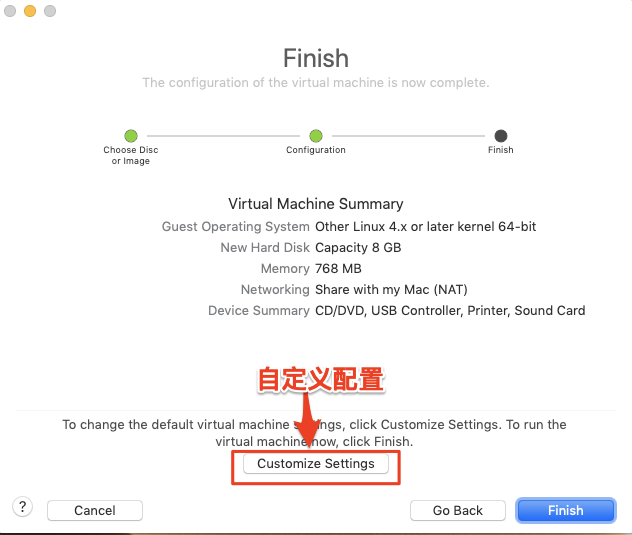 Finish
The configuration of the virtual machine is now complete.
Choose Disc
or Image
Configuration
Finish
Virtual Machine Summary
Guest Operating System Other Linux 4.x or later kernel 64-bit
New Hard Disk Capacity 8 GB
Memory 768 MB
Networking Share with my Mac (NAT)
Device Summary CD/DVD, USB Controller, Printer, Sound Card
自定义配置
To change the default virtual machine settings, click Customize Settings. To run the
virtual machine now, click Finish.
Customize Settings
?
Cancel
Go Back
Finish